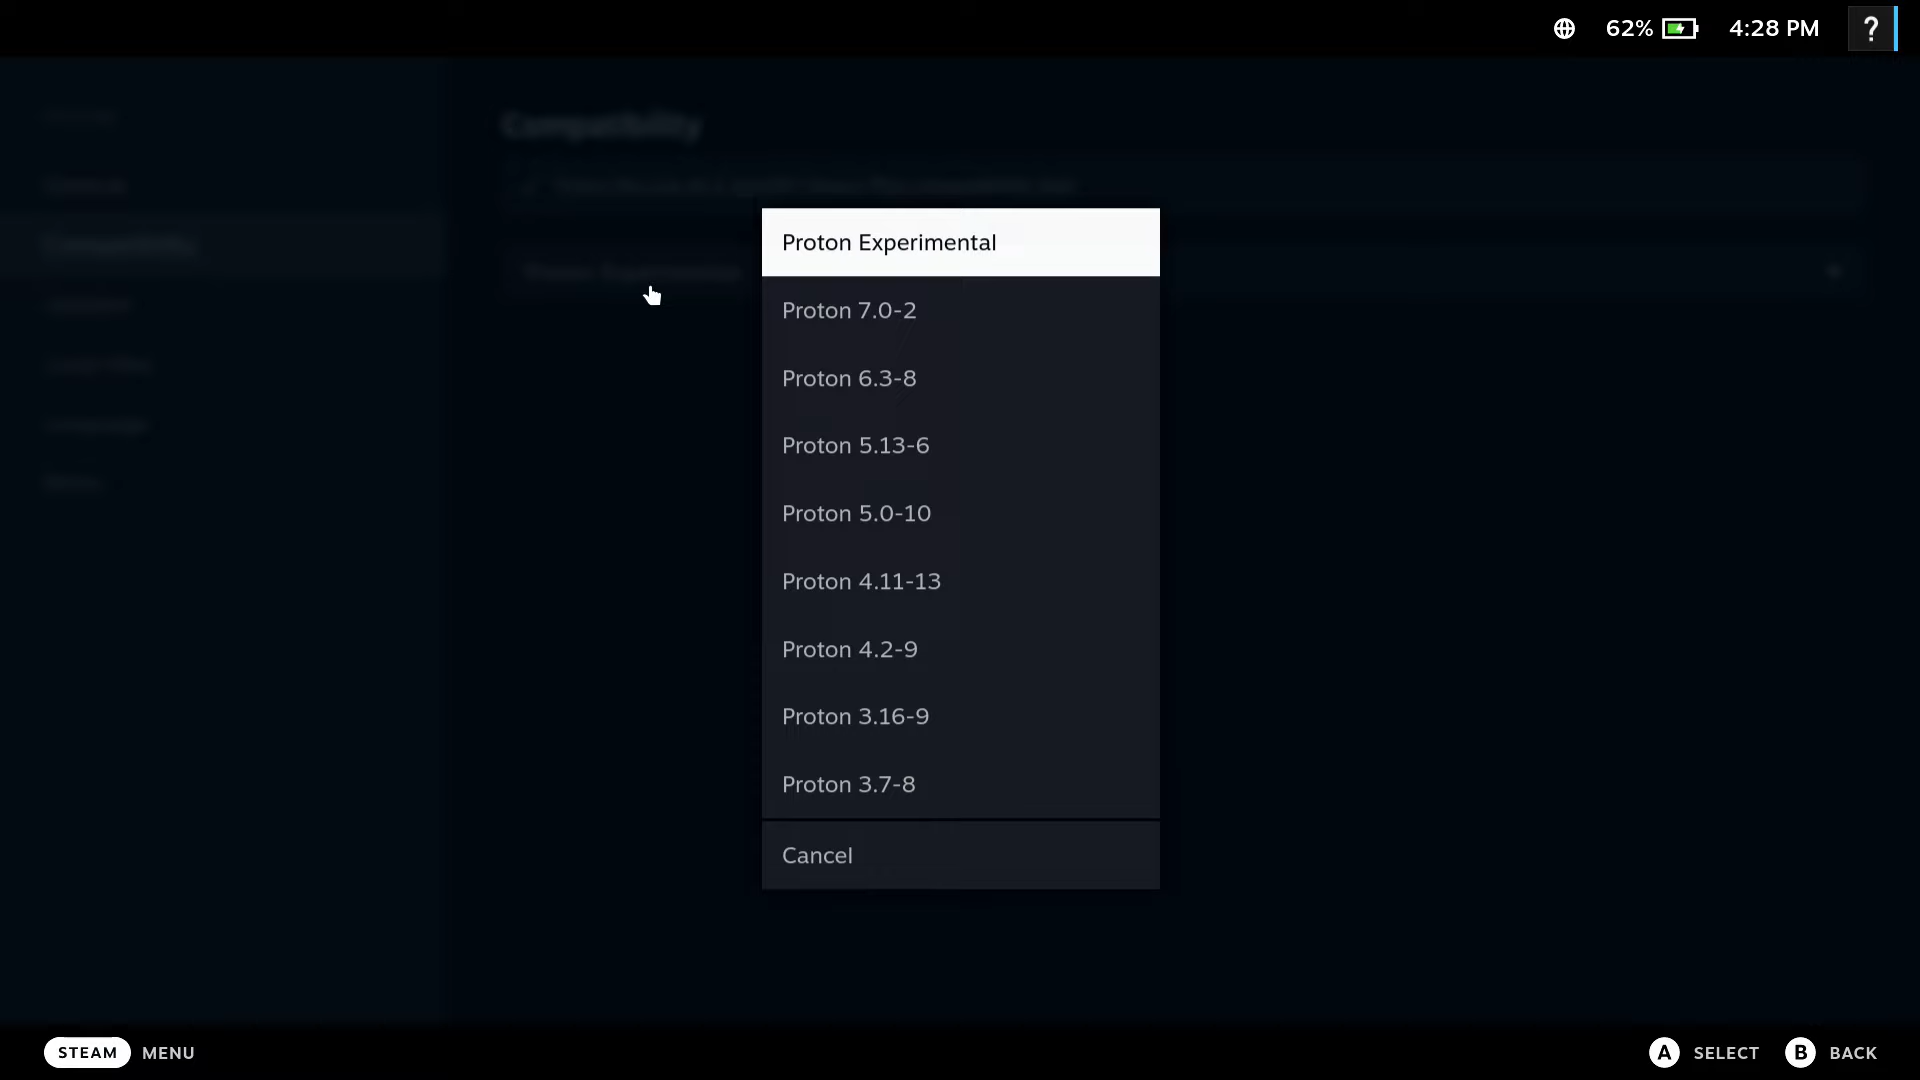 62% 4:28 PM ?
Compatibility
Proton Experimental
Proton 7.0-2
Proton 6.3-8
Proton 5.13-6
Proton 5.0-10
Proton 4.11-13
Proton 4.2-9
Proton 3.16-9
Proton 3.7-8
Cancel
STEAM MENU
A SELECT B BACK